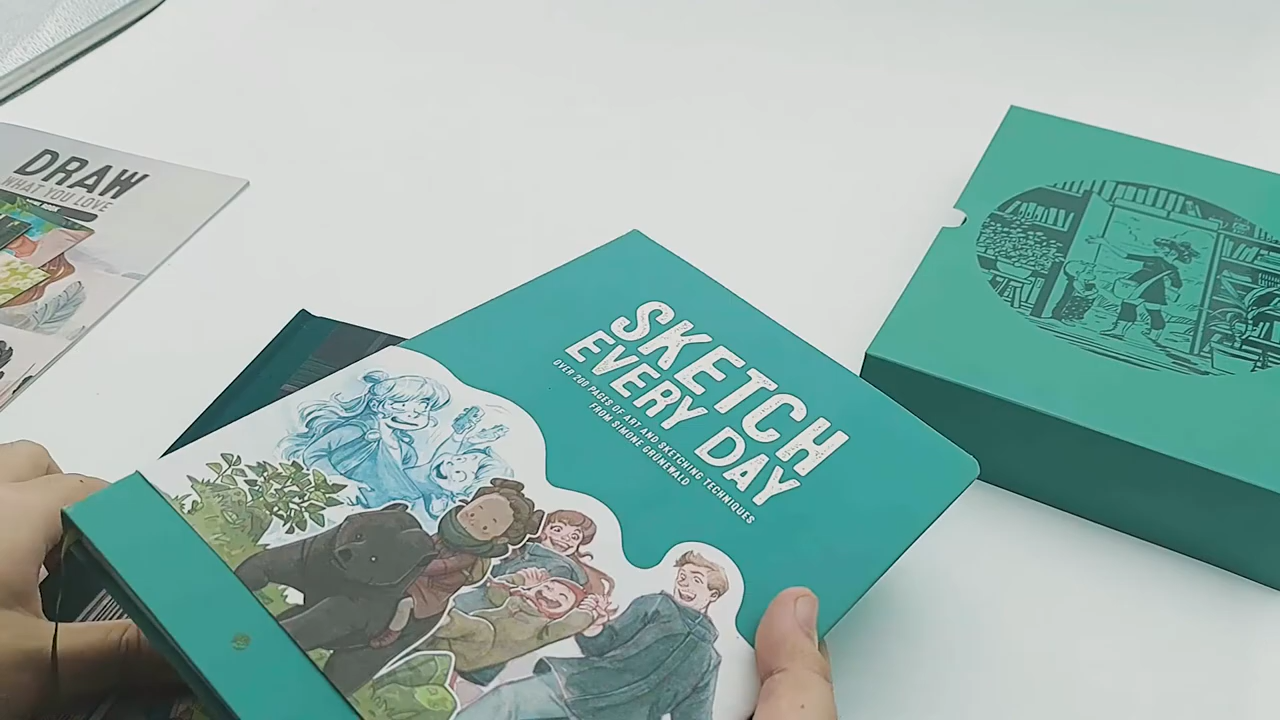 DRAW
WHAT YOU LOVE
SKETCH
EVERY DAY
OVER 200 PAGES OF ART AND SKETCHING TECHNIQUES
FROM SIMONE GRÜNEWALD